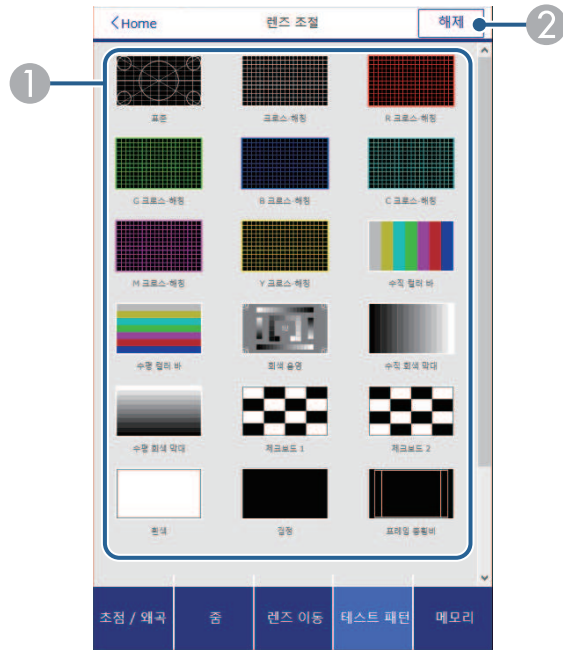 Home
렌즈 조절
해제
2
1
표준
크로스-해칭
R 크로스-해칭
G 크로스-해칭
B 크로스-해칭
C 크로스-해칭
M 크로스-해칭
Y 크로스-해칭
수직 컬러 바
수평 컬러 바
회색 음영
수직 회색 막대
수평 회색 막대
체크보드 1
체크보드 2
흰색
검정
프레임 종횡비
초점 / 왜곡
줌
렌즈 이동
테스트 패턴
메모리